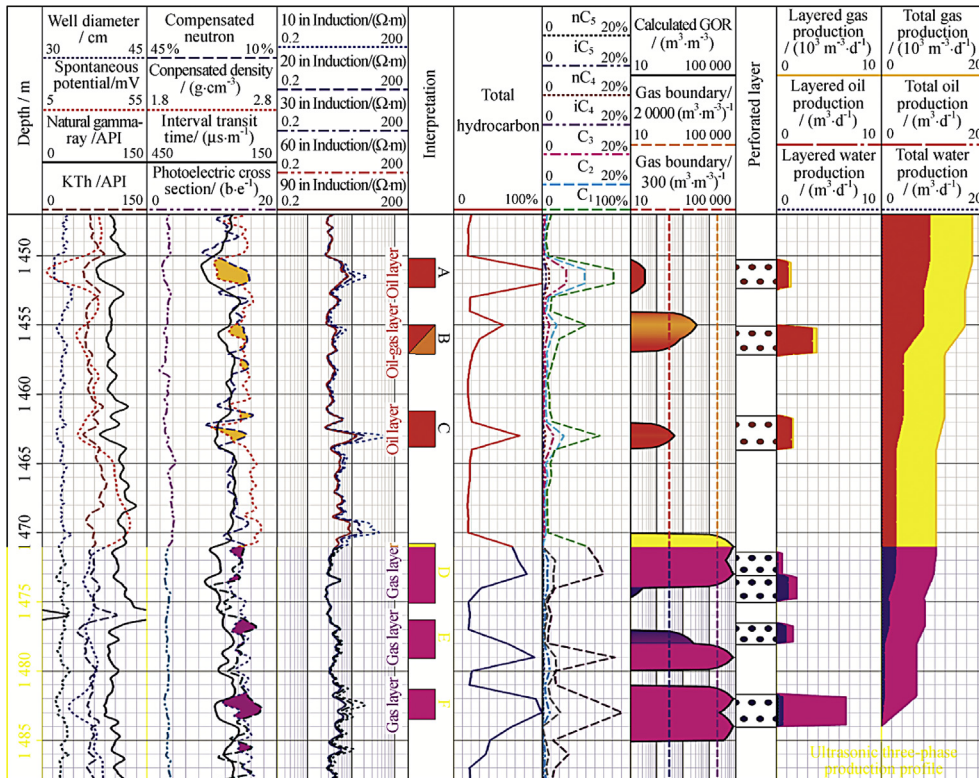 Well diameter
/ cm
30 45
Spontaneous
potential/mV
5 55
Natural gamma-
ray /API
0 150
KTh /API
0 150
Compensated
neutron
45% 10%
Compensated density
/ (g·cm⁻³)
1.8 2.8
Interval transit
time/ (μs·m⁻¹)
450 150
Photoelectric cross
section/ (b·e⁻¹)
0 20
10 in Induction/(Ω·m)
0.2 200
20 in Induction/(Ω·m)
0.2 200
30 in Induction/(Ω·m)
0.2 200
60 in Induction/(Ω·m)
0.2 200
90 in Induction/(Ω·m)
0.2 200
Depth / m
Interpretation
Total
hydrocarbon
0 100%
nC₅
0 20%
iC₅
0 20%
nC₄
0 20%
iC₄
0 20%
C₃
0 20%
C₂
0 20%
C₁
0 100%
Calculated GOR
/ (m³·m⁻³)
10 100 000
Gas boundary/
2 0000 (m³·m⁻³)⁻¹
10 100 000
Gas boundary/
300 (m³·m⁻³)⁻¹
10 100 000
Perforated layer
Layered gas
production
/ (10³ m³·d⁻¹)
0 10
Layered oil
production
/ (m³·d⁻¹)
0 10
Layered water
production
/ (m³·d⁻¹)
0 10
Total gas
production
/ (10³ m³·d⁻¹)
0 20
Total oil
production
/ (m³·d⁻¹)
0 20
Total water
production
/ (m³·d⁻¹)
0 20
1 450
1 455
1 460
1 465
1 470
1 475
1 480
1 485
Oil layer
Oil-gas layer
Oil layer
Gas layer
Gas layer
Gas layer
A
B
C
D
E
F
Ultrasonic three-phase
production profile